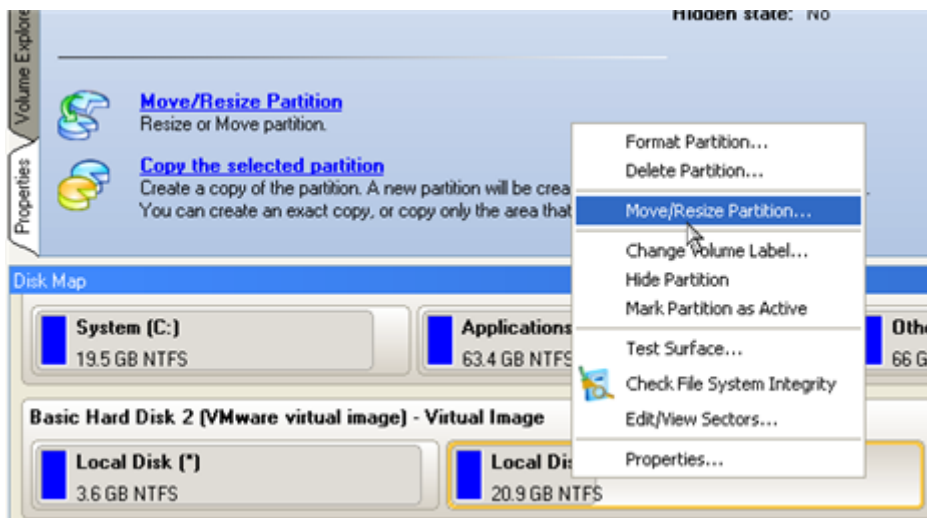 Hidden state: No
Volume Explore
Properties
Move/Resize Partition
Resize or Move partition.
Copy the selected partition
Create a copy of the partition. A new partition will be crea
You can create an exact copy, or copy only the area that
Format Partition...
Delete Partition...
Move/Resize Partition...
Change Volume Label...
Hide Partition
Mark Partition as Active
Test Surface...
Check File System Integrity
Edit/View Sectors...
Properties...
Disk Map
System (C:)
19.5 GB NTFS
Applications
63.4 GB NTFS
Othe
66 G
Basic Hard Disk 2 (VMware virtual image) - Virtual Image
Local Disk (*)
3.6 GB NTFS
Local Dis
20.9 GB NTFS